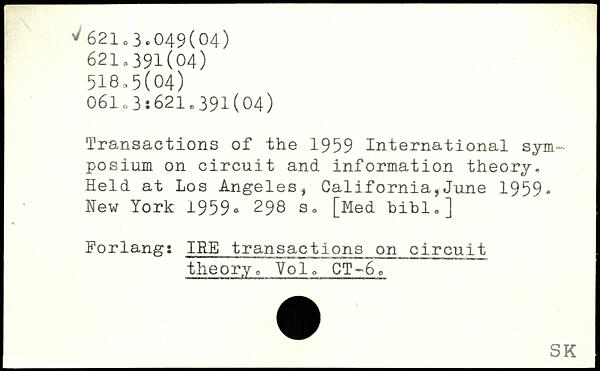 ✓ 621.3.049(04)
621.391(04)
518.5(04)
061.3:621.391(04)
Transactions of the 1959 International sym-
posium on circuit and information theory.
Held at Los Angeles, California,June 1959.
New York 1959. 298 s. [Med bibl.]
Forlang: IRE transactions on circuit
theory. Vol. CT-6.
SK